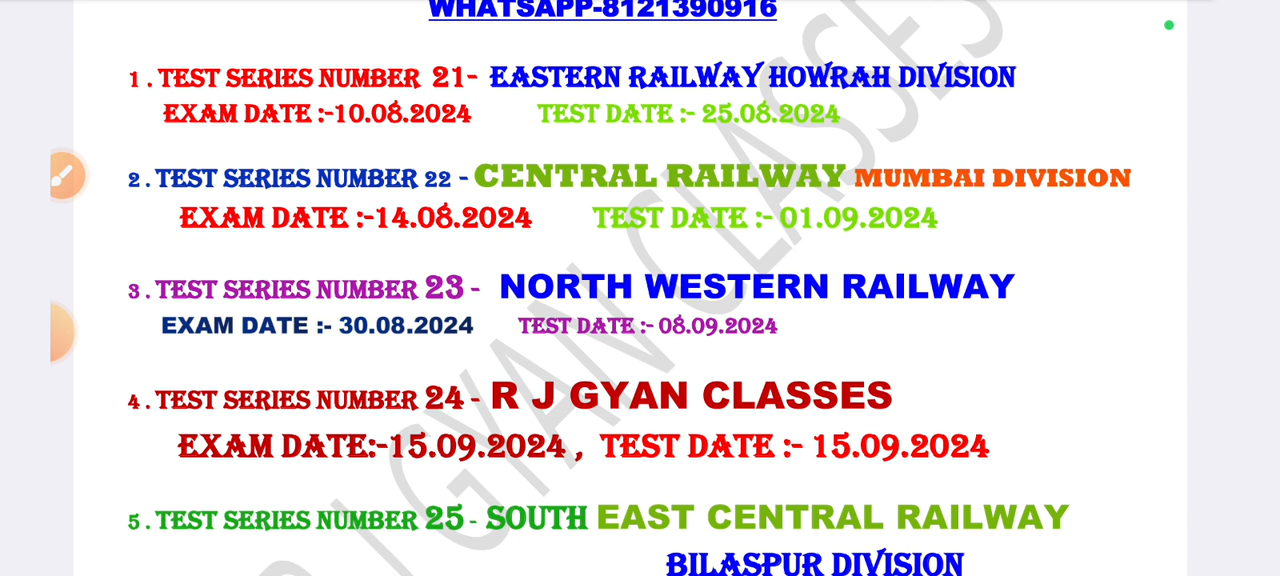 WHATSAPP-8121390916
1 . TEST SERIES NUMBER 21- EASTERN RAILWAY HOWRAH DIVISION
EXAM DATE :-10.08.2024 TEST DATE :- 25.08.2024
2 . TEST SERIES NUMBER 22 - CENTRAL RAILWAY MUMBAI DIVISION
EXAM DATE :-14.08.2024 TEST DATE :- 01.09.2024
3 . TEST SERIES NUMBER 23 - NORTH WESTERN RAILWAY
EXAM DATE :- 30.08.2024 TEST DATE :- 08.09.2024
4 . TEST SERIES NUMBER 24 - R J GYAN CLASSES
EXAM DATE:-15.09.2024 , TEST DATE :- 15.09.2024
5 . TEST SERIES NUMBER 25 - SOUTH EAST CENTRAL RAILWAY
BILASPUR DIVISION
J GYAN CLASSES